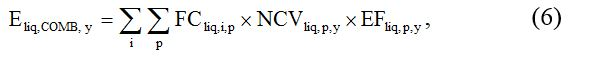 E_liq,COMB, y = ∑_i ∑_p FC_liq,i,p × NCV_liq,p,y × EF_liq,p,y , (6)